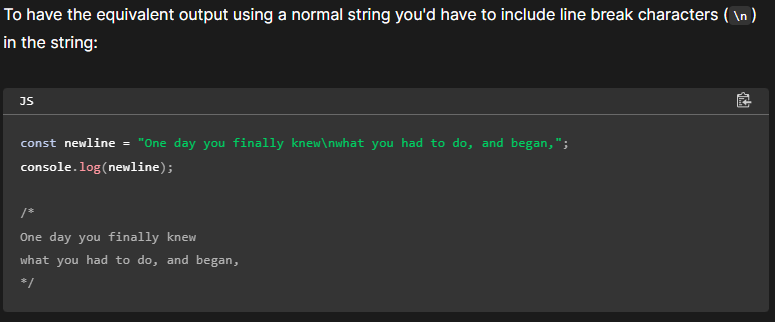 To have the equivalent output using a normal string you'd have to include line break characters (\n)
in the string:
JS
const newline = "One day you finally knew\nwhat you had to do, and began,";
console.log(newline);
/*
One day you finally knew
what you had to do, and began,
*/